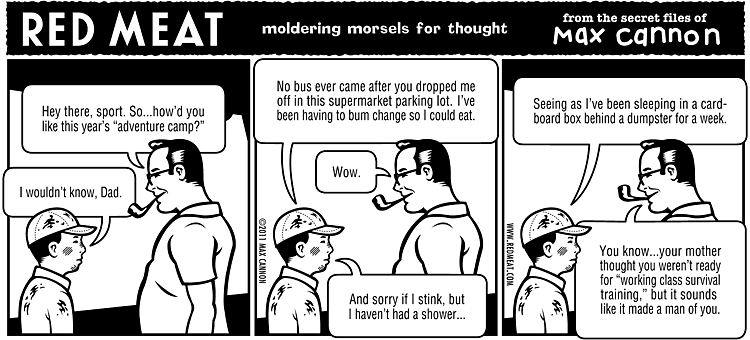 RED MEAT
moldering morsels for thought
from the secret files of
Max cannon
Hey there, sport. So...how'd you
like this year's "adventure camp?"
I wouldn't know, Dad.
No bus ever came after you dropped me
off in this supermarket parking lot. I've
been having to bum change so I could eat.
Wow.
And sorry if I stink, but
I haven't had a shower...
©2011 MAX CANNON
Seeing as I've been sleeping in a card-
board box behind a dumpster for a week.
You know...your mother
thought you weren't ready
for "working class survival
training," but it sounds
like it made a man of you.
WWW.REDMEAT.COM